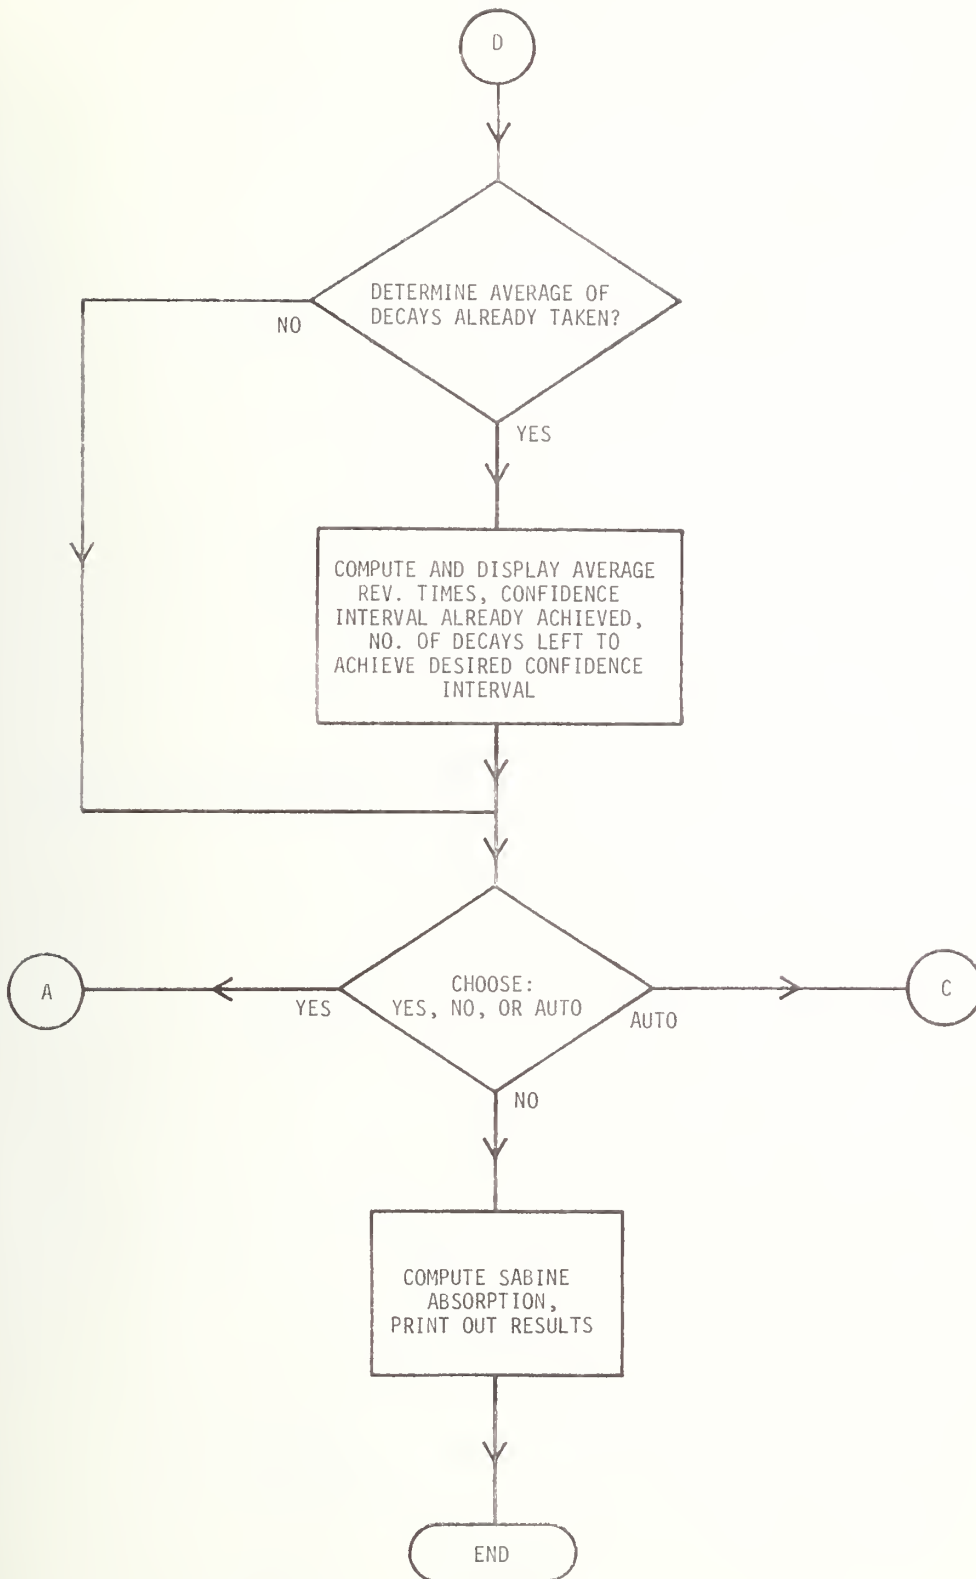 D
DETERMINE AVERAGE OF
DECAYS ALREADY TAKEN?
NO
YES
COMPUTE AND DISPLAY AVERAGE
REV. TIMES, CONFIDENCE
INTERVAL ALREADY ACHIEVED,
NO. OF DECAYS LEFT TO
ACHIEVE DESIRED CONFIDENCE
INTERVAL
A
YES
CHOOSE:
YES, NO, OR AUTO
AUTO
C
NO
COMPUTE SABINE
ABSORPTION,
PRINT OUT RESULTS
END